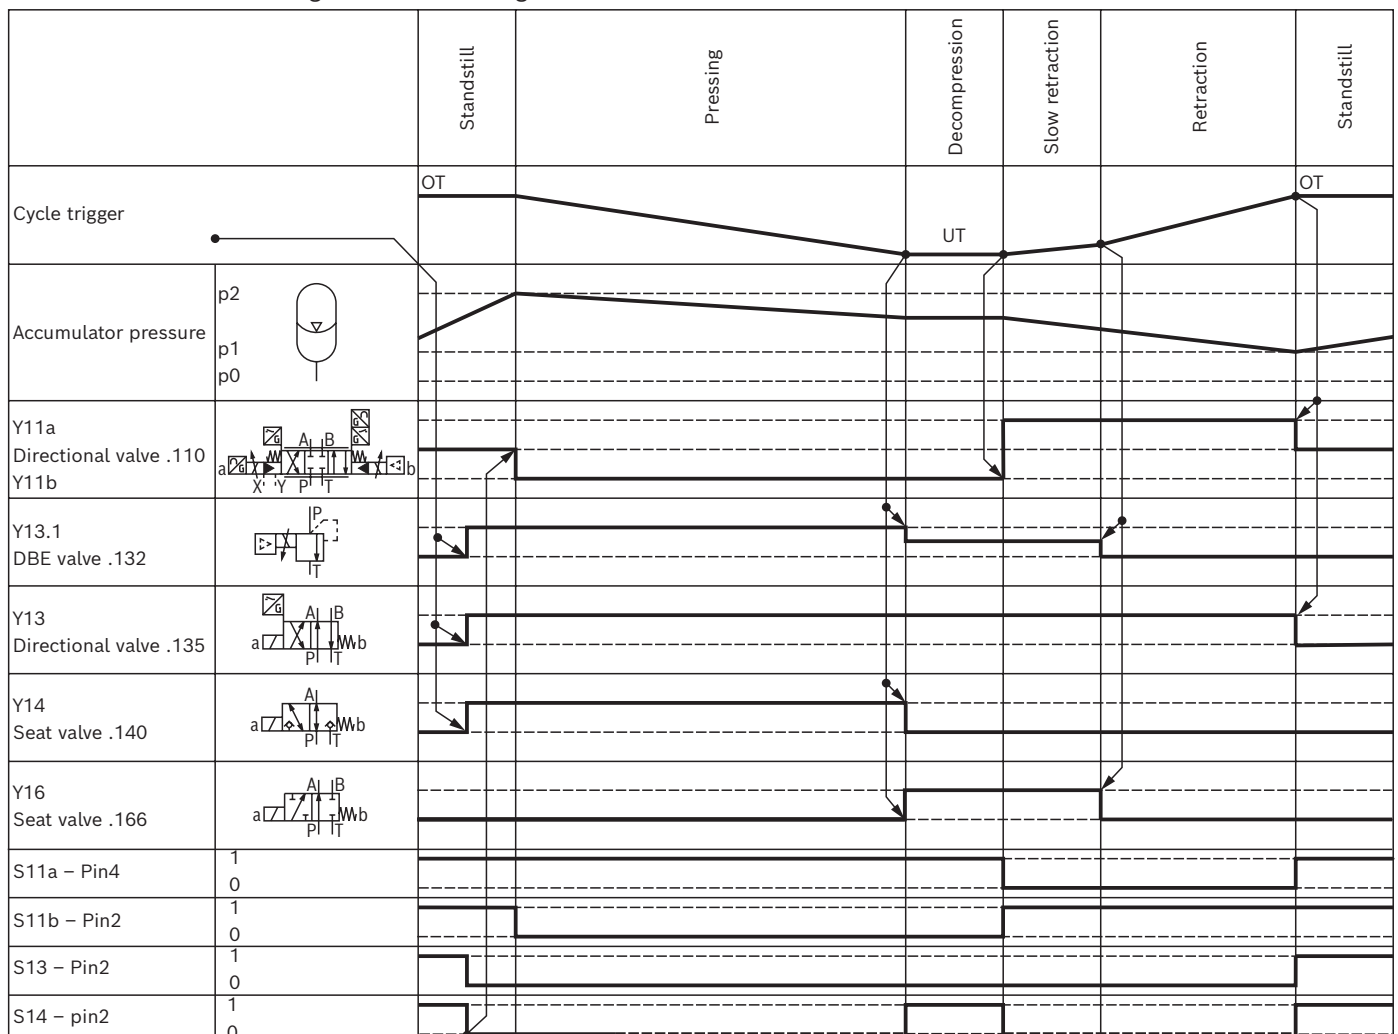 Standstill
Pressing
Decompression
Slow retraction
Retraction
Standstill
Cycle trigger
OT
UT
OT
Accumulator pressure
p2
p1
p0
Y11a
Directional valve .110
Y11b
A B
a b
X Y P T
Y13.1
DBE valve .132
P
T
Y13
Directional valve .135
A B
a b
P T
Y14
Seat valve .140
A
a b
P T
Y16
Seat valve .166
A B
a b
P T
S11a – Pin4
1
0
S11b – Pin2
1
0
S13 – Pin2
1
0
S14 – pin2
1
0